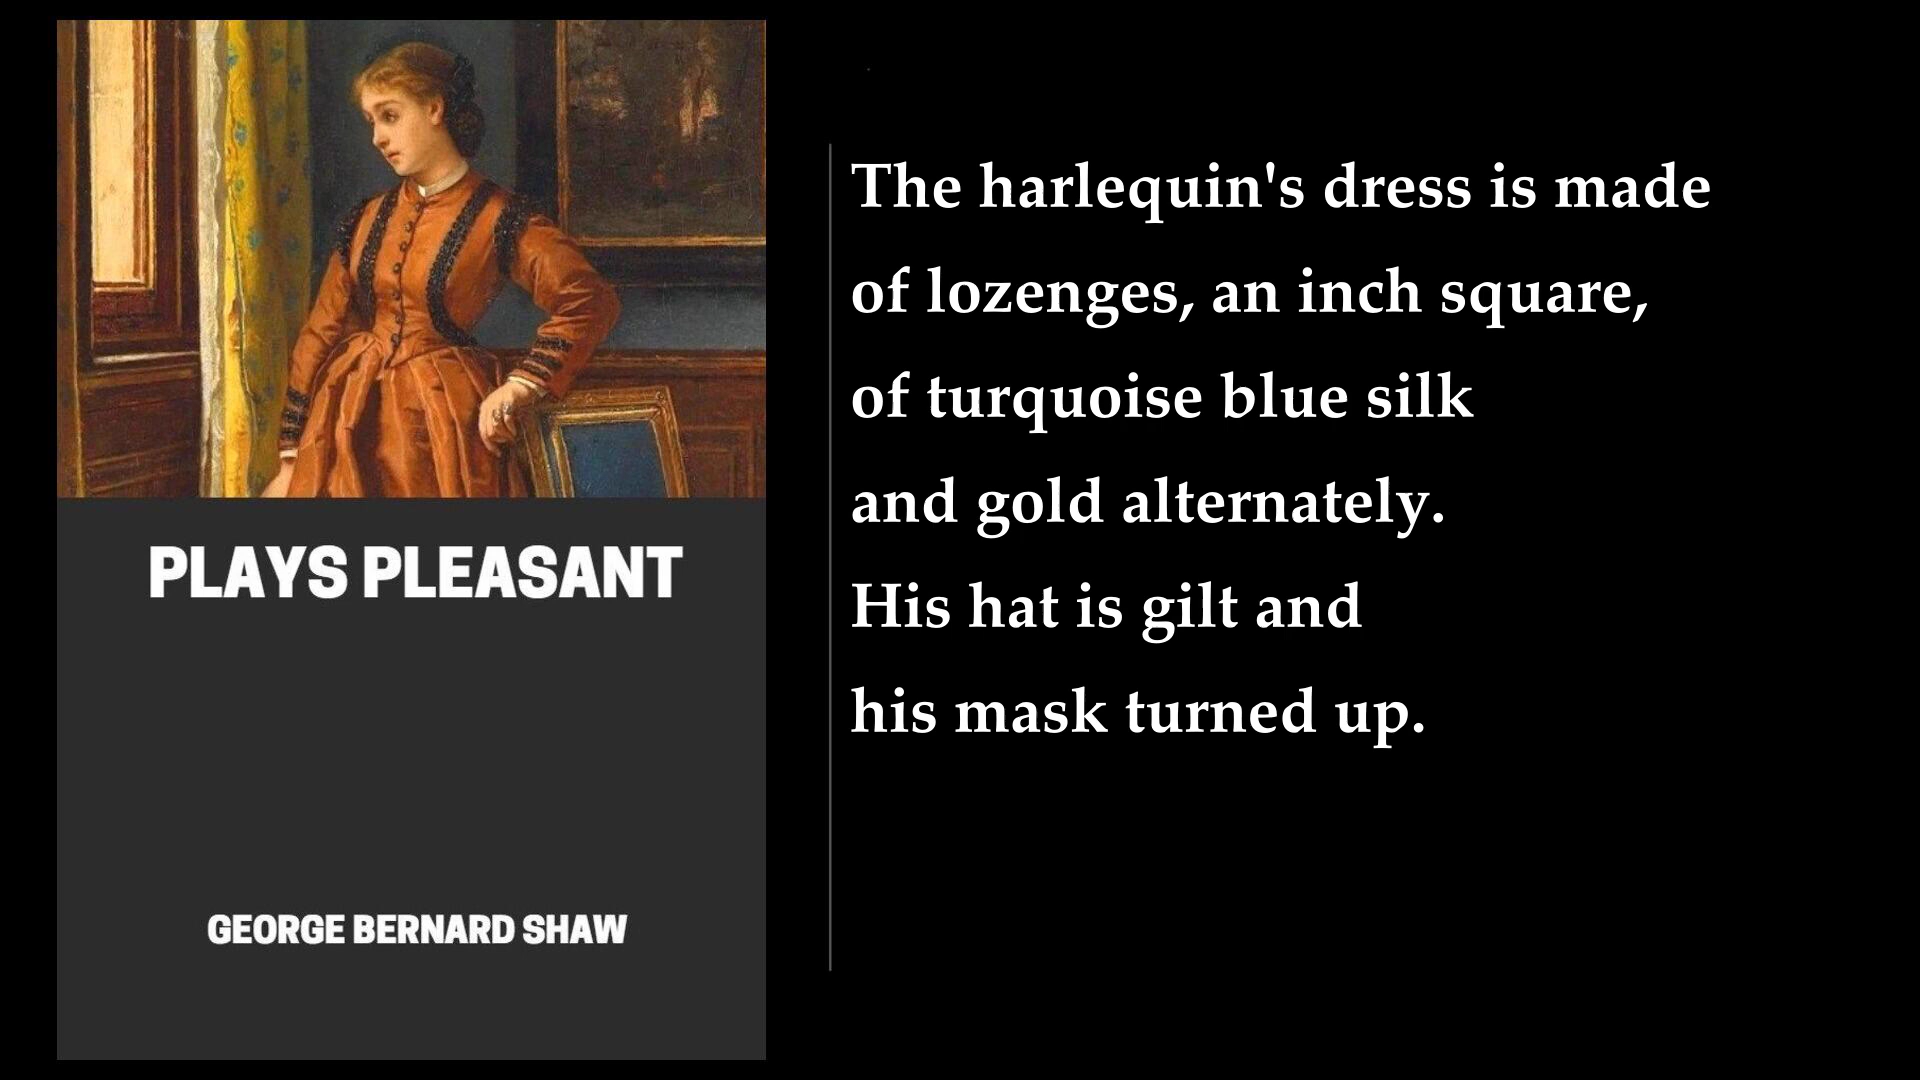 PLAYS PLEASANT
GEORGE BERNARD SHAW
The harlequin's dress is made
of lozenges, an inch square,
of turquoise blue silk
and gold alternately.
His hat is gilt and
his mask turned up.